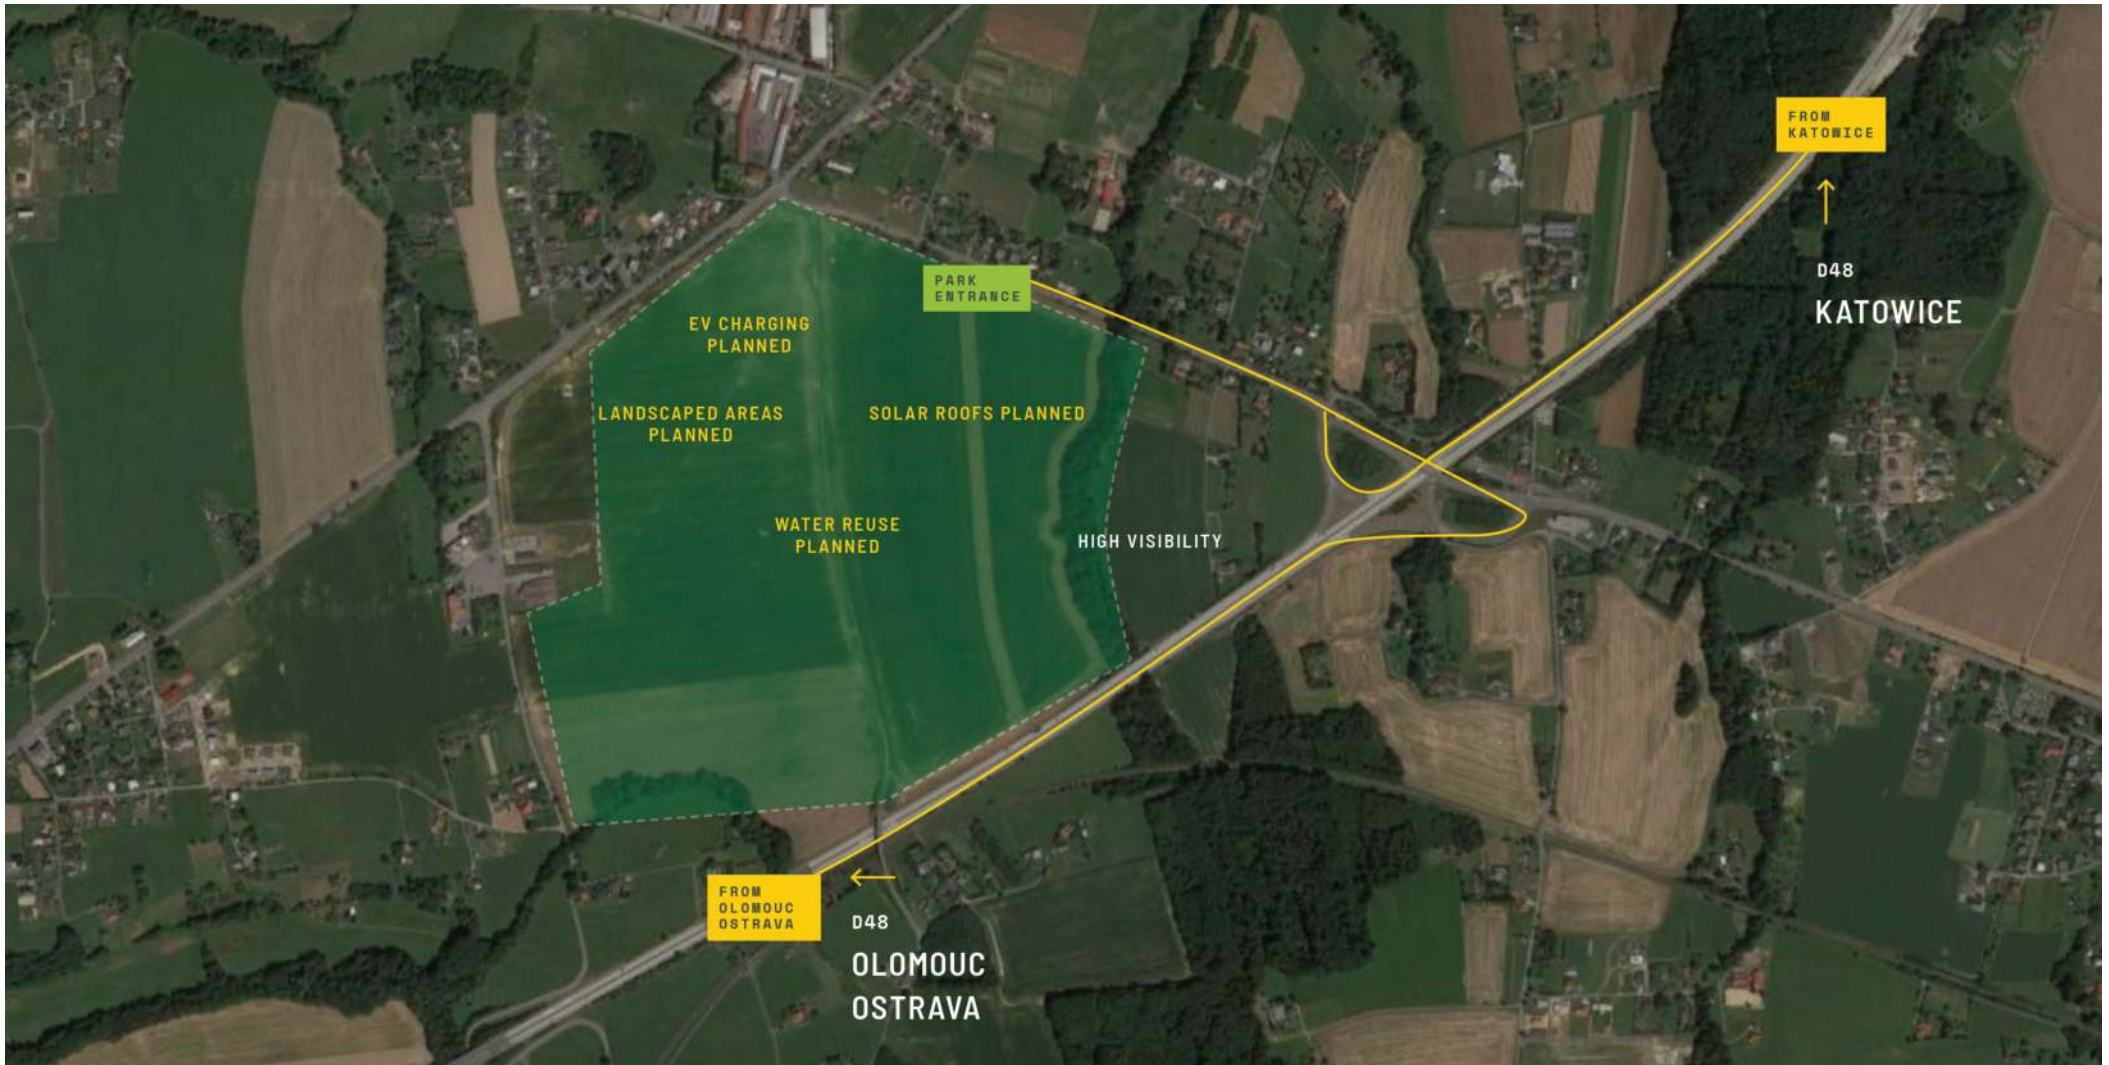 FROM
KATOWICE
D48
KATOWICE
PARK
ENTRANCE
EV CHARGING
PLANNED
LANDSCAPED AREAS
PLANNED
SOLAR ROOFS PLANNED
WATER REUSE
PLANNED
HIGH VISIBILITY
FROM
OLOMOUC
OSTRAVA
D48
OLOMOUC
OSTRAVA